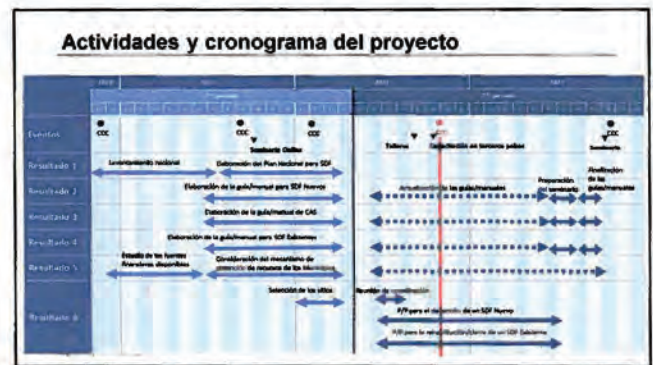 Actividades y cronograma del proyecto
Eventos
CCC
CCC
CCC
CCC
CCC
Seminario Online
Talleres
Capacitación en terceros países
Seminario
Resultado 1
Levantamiento nacional
Elaboración del Plan Nacional para SDF
Resultado 2
Elaboración de la guía/manual para SDF Nuevos
Actualización de las guías/manuales
Preparación
del seminario
Finalización
de las
guías/manuales
Resultado 3
Elaboración de la guía/manual de CAS
Resultado 4
Elaboración de la guía/manual para SDF Existentes
Resultado 5
Estudio de las fuentes
financieras disponibles
Consideración del mecanismo de
obtención de recursos de los Municipios
Resultado 6
Selección de los sitios
Reunión de coordinación
P/P para el desarrollo de un SDF Nuevo
P/P para la rehabilitación/cierre de un SDF Existente